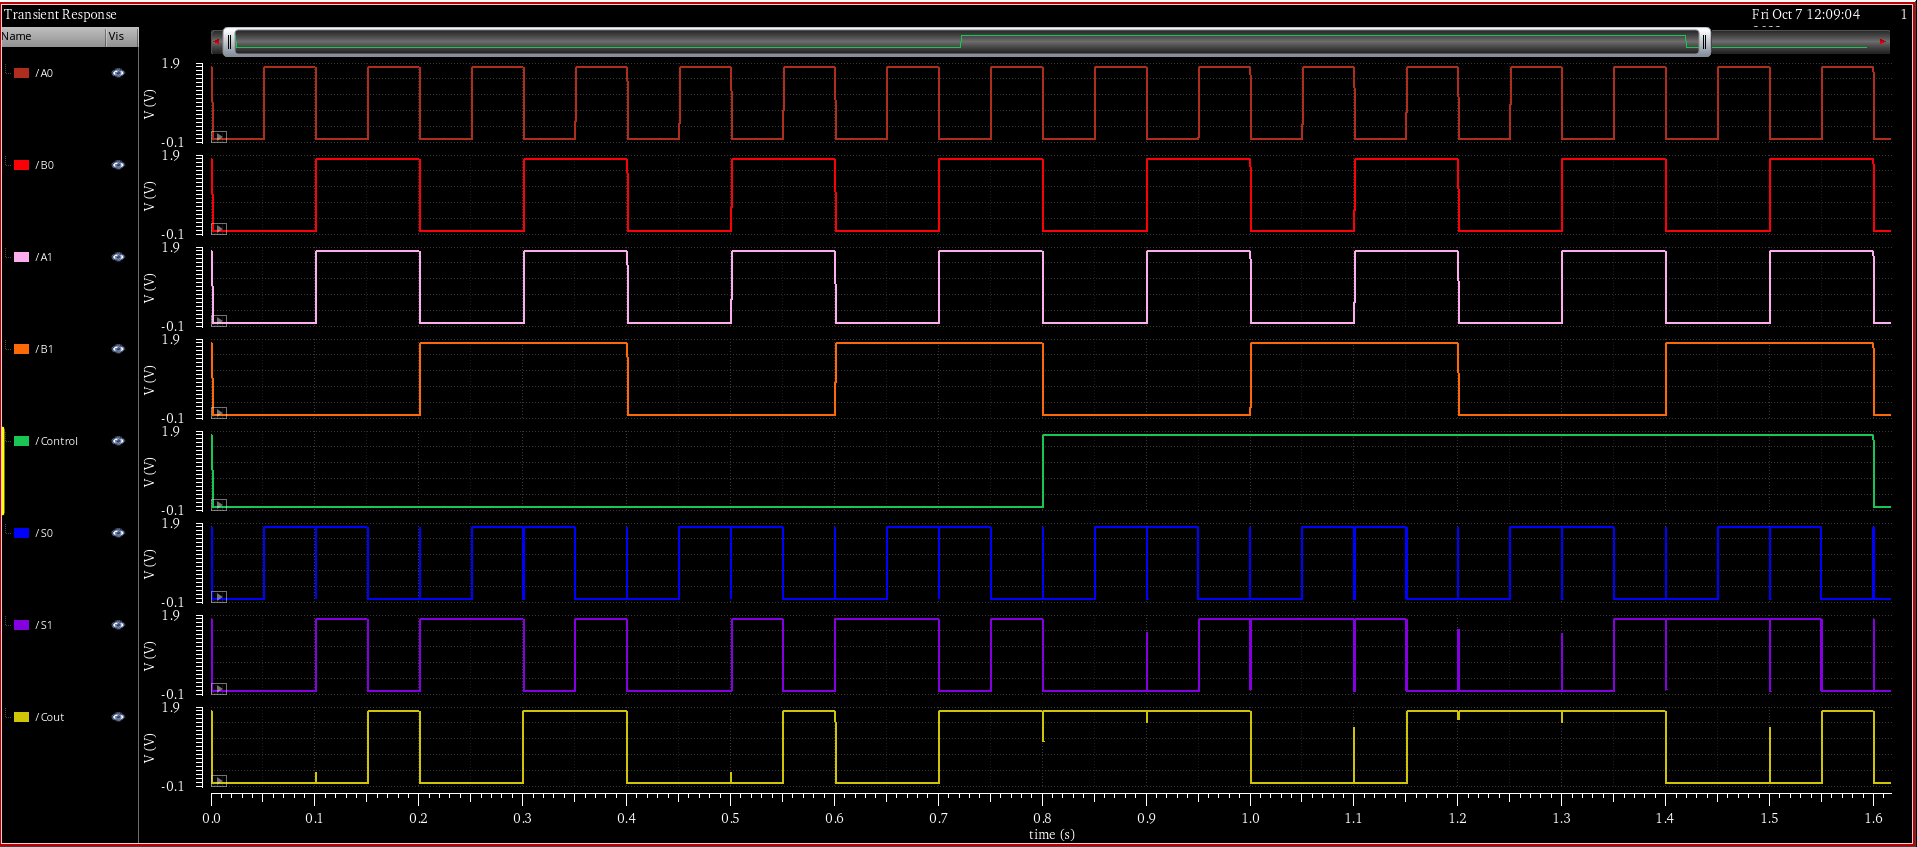 Transient Response
Fri Oct 7 12:09:04 1
Name Vis
/A0
1.9
V (V)
-0.1
/B0
1.9
V (V)
-0.1
/A1
1.9
V (V)
-0.1
/B1
1.9
V (V)
-0.1
/Control
1.9
V (V)
-0.1
/S0
1.9
V (V)
-0.1
/S1
1.9
V (V)
-0.1
/Cout
1.9
V (V)
-0.1
0.0 0.1 0.2 0.3 0.4 0.5 0.6 0.7 0.8 0.9 1.0 1.1 1.2 1.3 1.4 1.5 1.6
time (s)